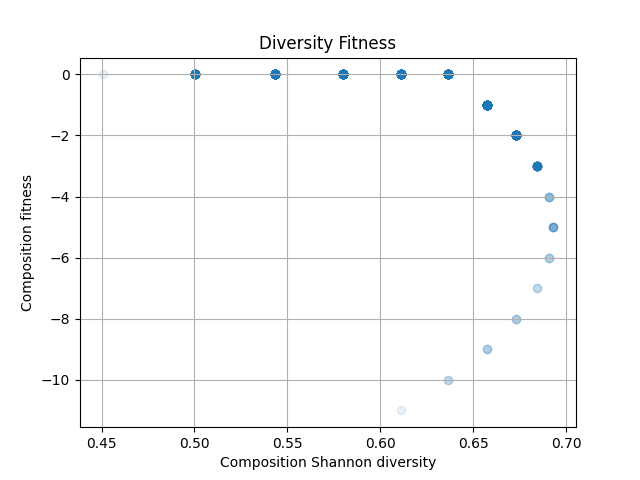 Diversity Fitness
0
−2
−4
−6
−8
−10
Composition fitness
0.45 0.50 0.55 0.60 0.65 0.70
Composition Shannon diversity